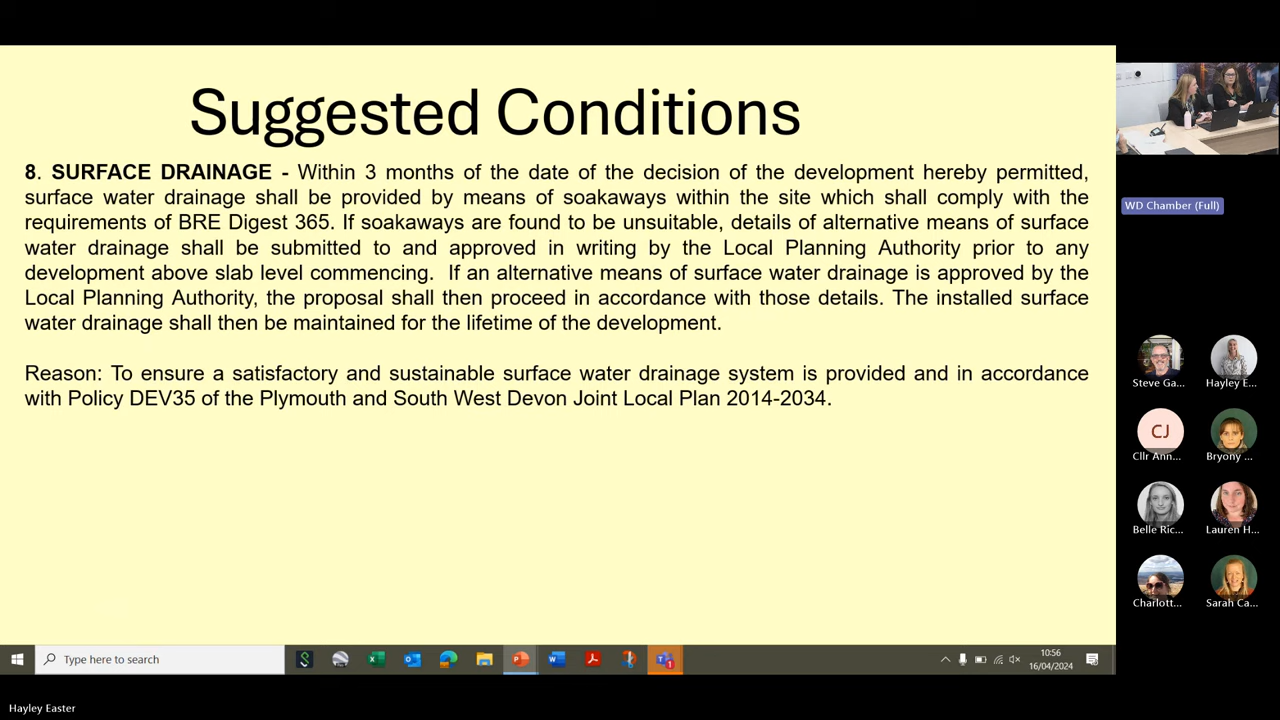 Suggested Conditions
8. SURFACE DRAINAGE - Within 3 months of the date of the decision of the development hereby permitted,
surface water drainage shall be provided by means of soakaways within the site which shall comply with the
requirements of BRE Digest 365. If soakaways are found to be unsuitable, details of alternative means of surface
water drainage shall be submitted to and approved in writing by the Local Planning Authority prior to any
development above slab level commencing. If an alternative means of surface water drainage is approved by the
Local Planning Authority, the proposal shall then proceed in accordance with those details. The installed surface
water drainage shall then be maintained for the lifetime of the development.
Reason: To ensure a satisfactory and sustainable surface water drainage system is provided and in accordance
with Policy DEV35 of the Plymouth and South West Devon Joint Local Plan 2014-2034.
WD Chamber (Full)
Steve Ga...
Hayley E...
CJ
Cllr Ann...
Bryony ...
Belle Ric...
Lauren H...
Charlott...
Sarah Ca...
Type here to search
10:56
16/04/2024
Hayley Easter